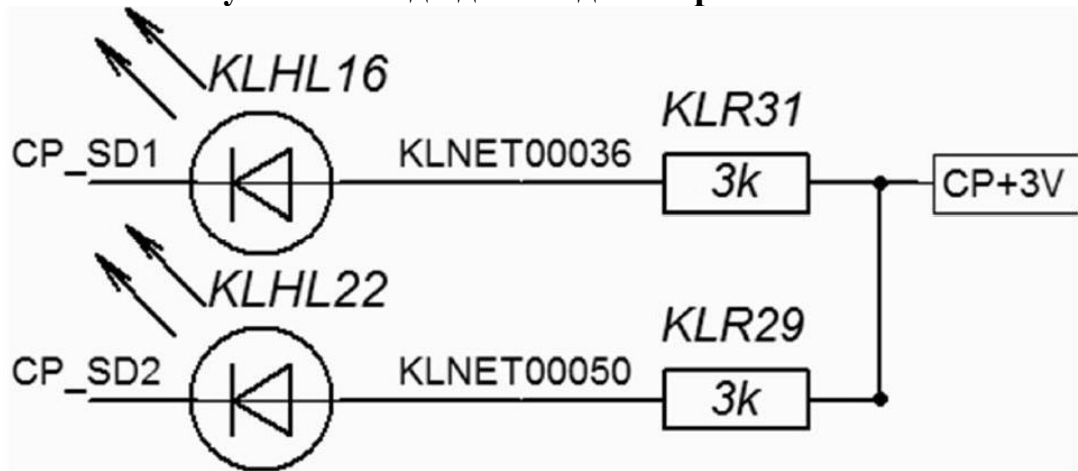 KLHL16
KLR31
CP_SD1
KLNET00036
3k
CP+3V
KLHL22
KLR29
CP_SD2
KLNET00050
3k